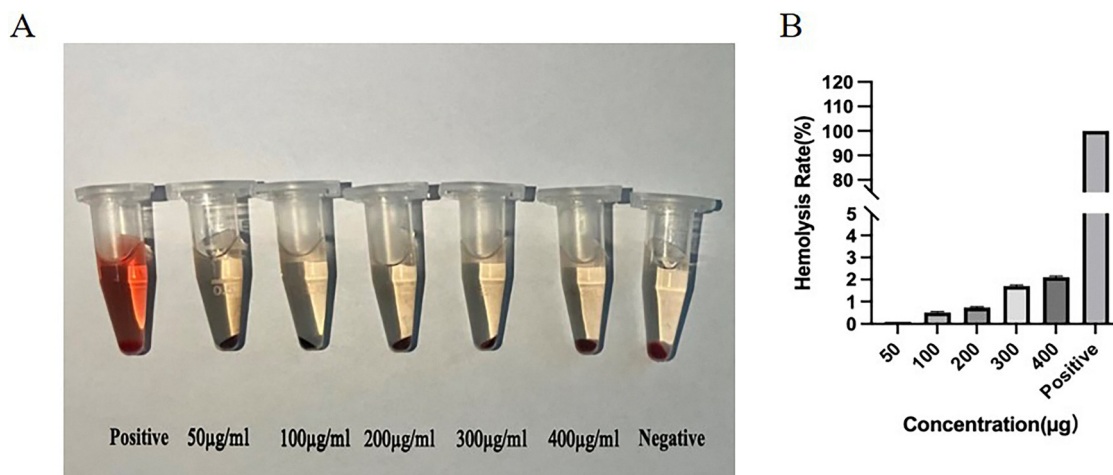 A
B
Positive 50μg/ml 100μg/ml 200μg/ml 300μg/ml 400μg/ml Negative
Hemolysis Rate(%)
120
110
100
90
80
5
4
3
2
1
0
50 100 200 300 400 Positive
Concentration(μg)